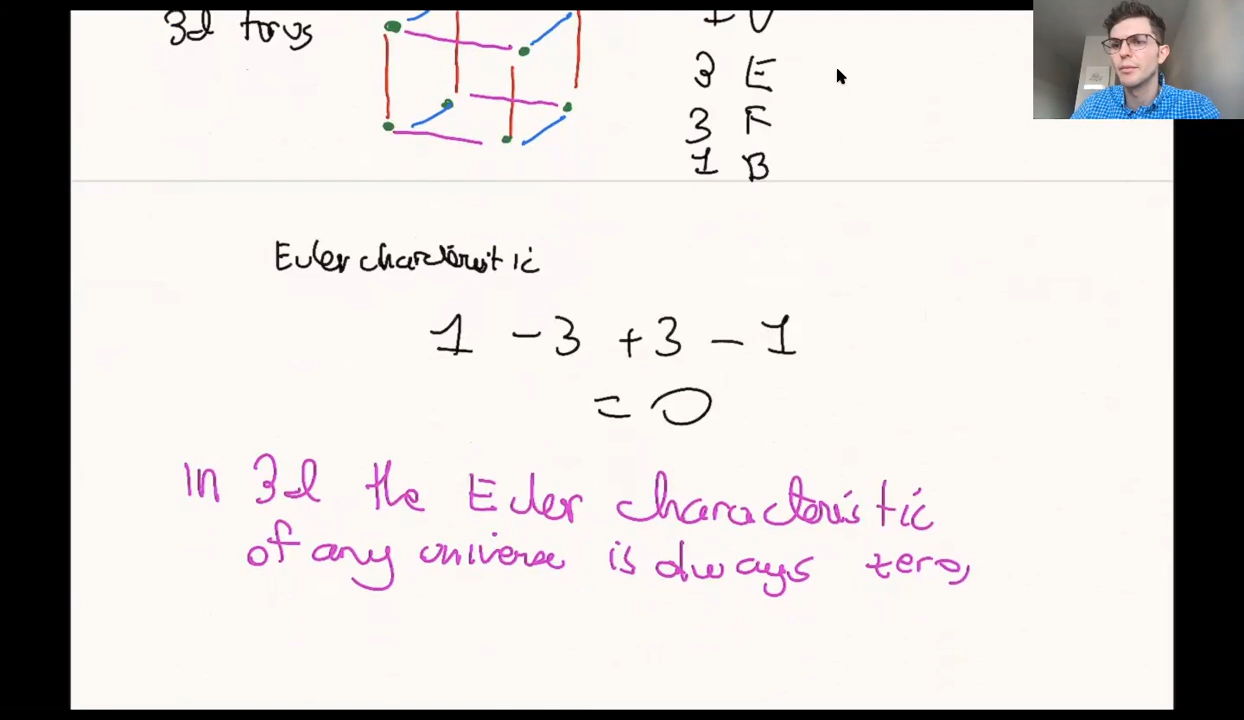 3d torus
1 V
3 E
3 F
1 B
Euler characteristic
1 - 3 + 3 - 1
= 0
In 3d the Euler characteristic
of any universe is always zero,